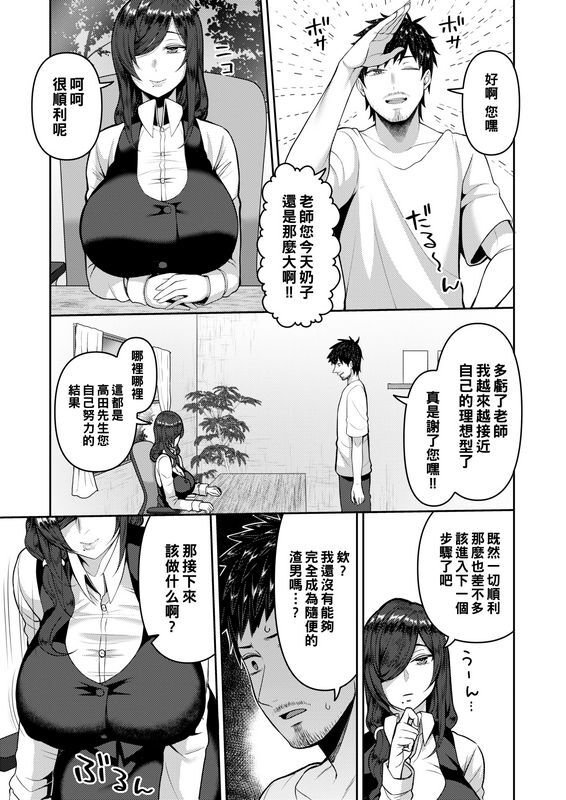 好啊 您嘿
ボサ
ボサ
だる～ん
老師您今天奶子
還是那麼大啊!!
ニコ
呵呵
很順利呢
多虧了老師
我越來越接近
自己的理想型了
真是謝了您嘿!!
哪裡哪裡
這都是
高田先生您
自己努力的
結果
既然一切順利
那麼也差不多
該進入下一個
步驟了吧
うーん…
欸？
我還沒有能夠
完全成為隨便的
渣男嗎…？
那接下來
該做什么啊？
ぶるん